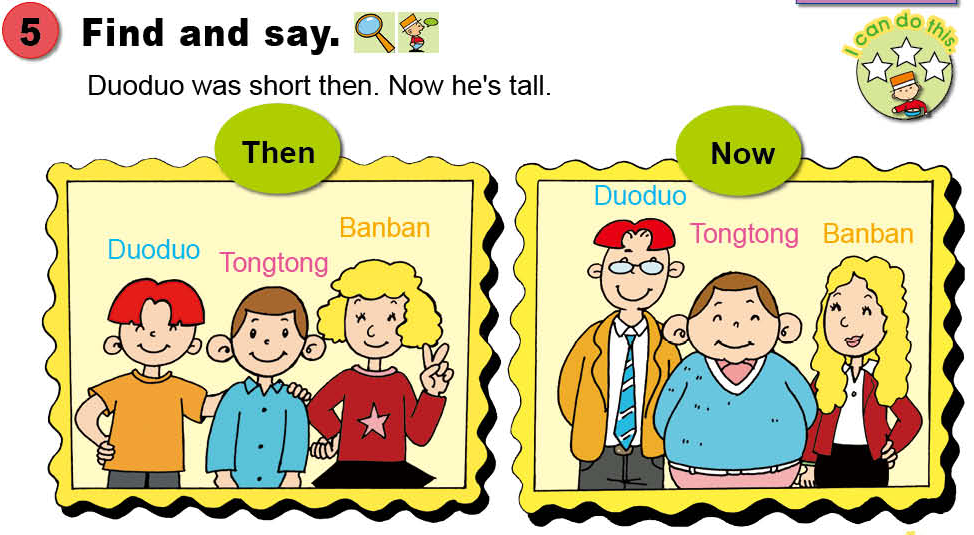 5 Find and say.
I can do this.
Duoduo was short then. Now he's tall.
Then
Now
Duoduo
Tongtong
Banban
Duoduo
Tongtong
Banban